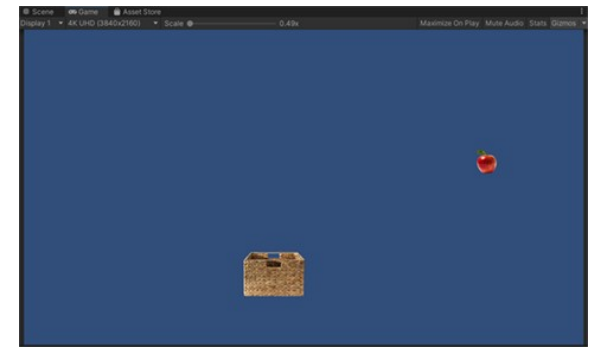 Scene Game Asset Store
Display 1 4K UHD (3840x2160) Scale 0.49x Maximize On Play Mute Audio Stats Gizmos